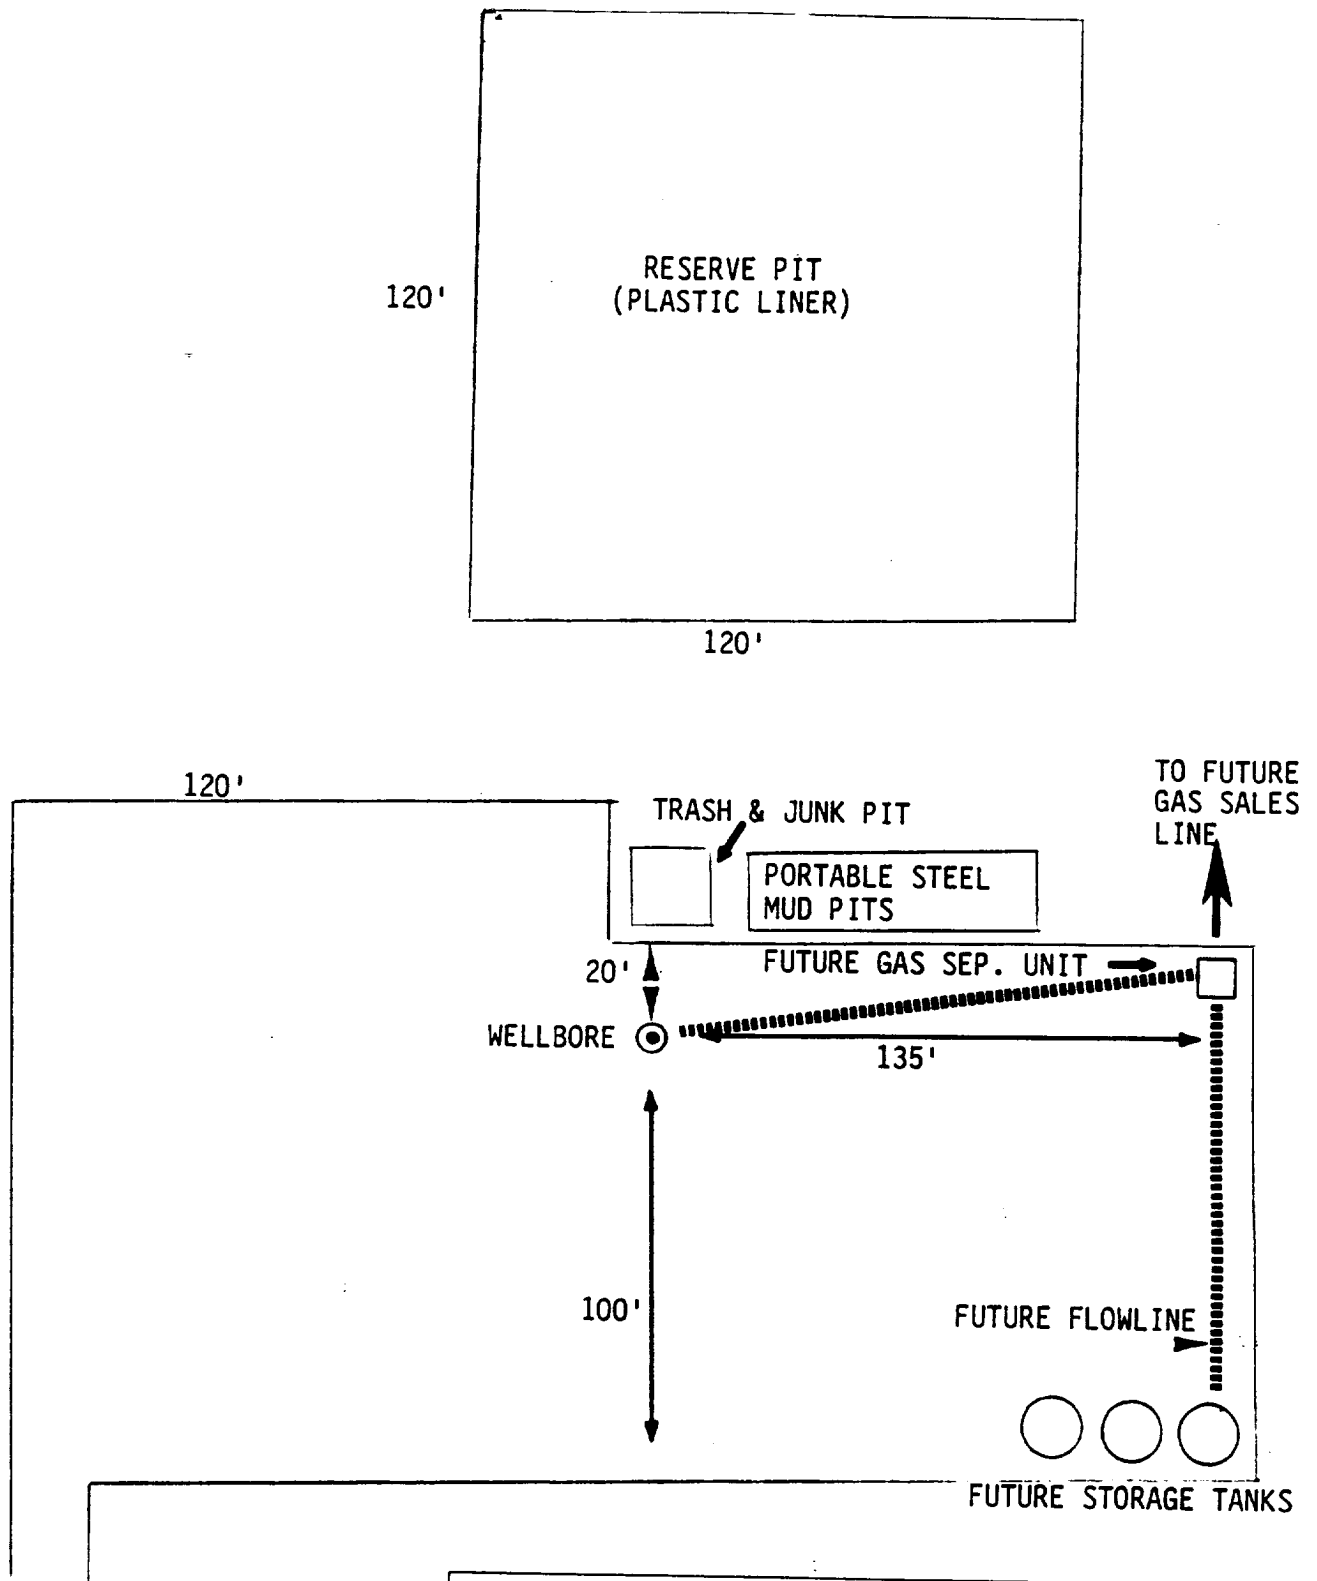 RESERVE PIT
(PLASTIC LINER)
120'
120'
120'
TO FUTURE
GAS SALES
LINE
TRASH & JUNK PIT
PORTABLE STEEL
MUD PITS
20'
FUTURE GAS SEP. UNIT
WELLBORE
135'
100'
FUTURE FLOWLINE
FUTURE STORAGE TANKS